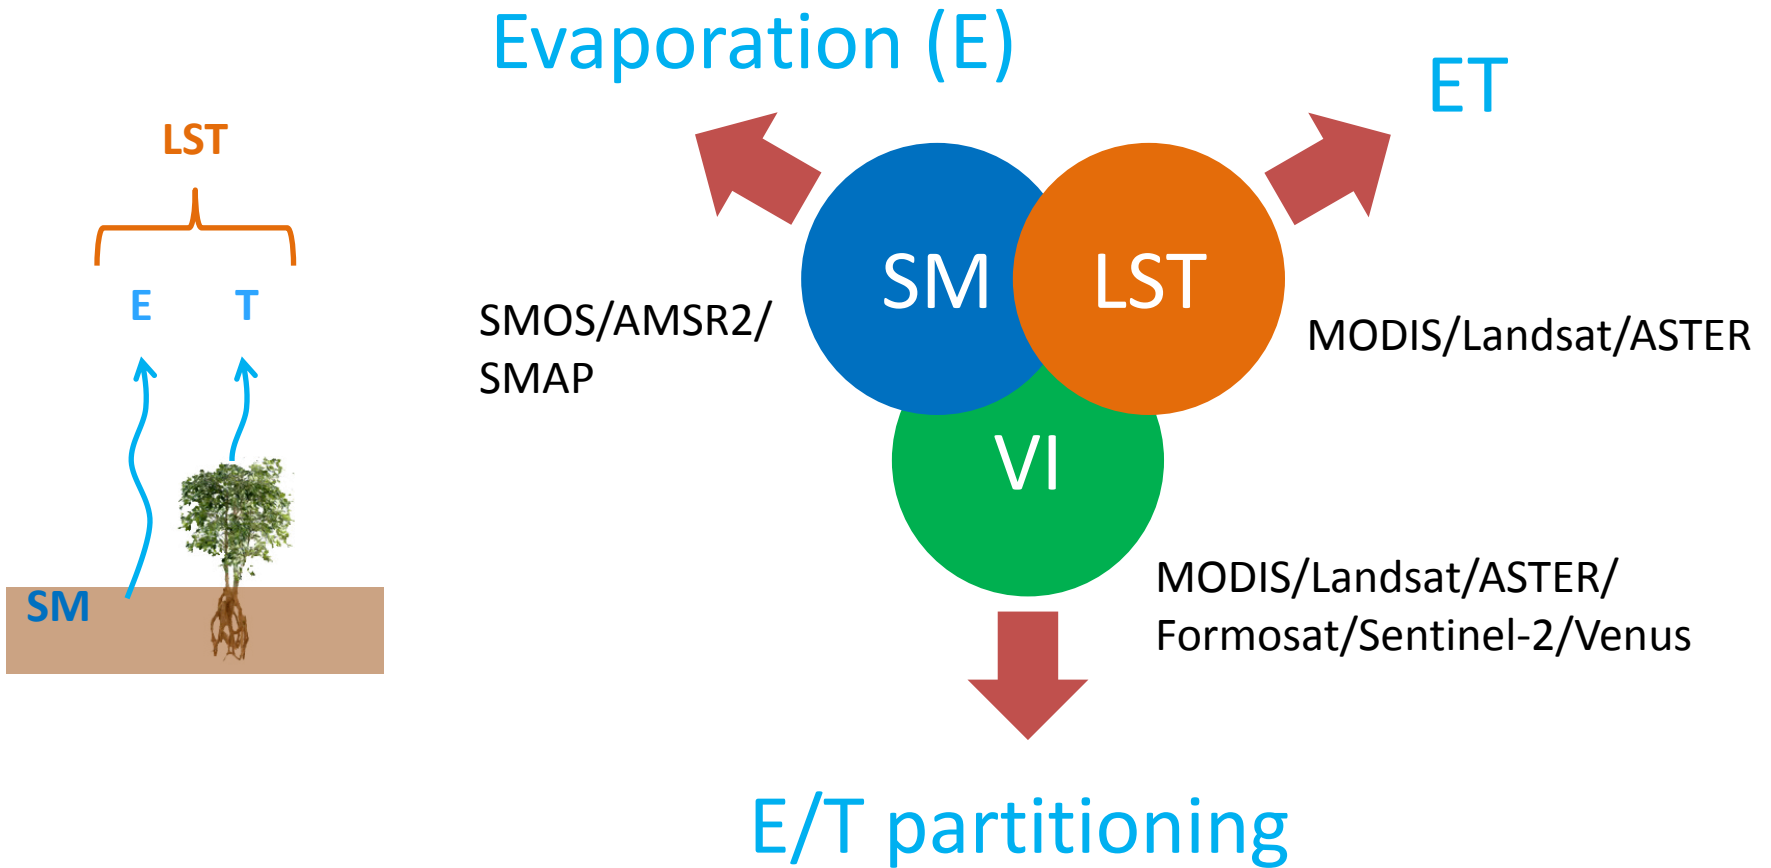 Evaporation (E)
ET
LST
E T
SM
SM
LST
VI
SMOS/AMSR2/
SMAP
MODIS/Landsat/ASTER
MODIS/Landsat/ASTER/
Formosat/Sentinel-2/Venus
E/T partitioning